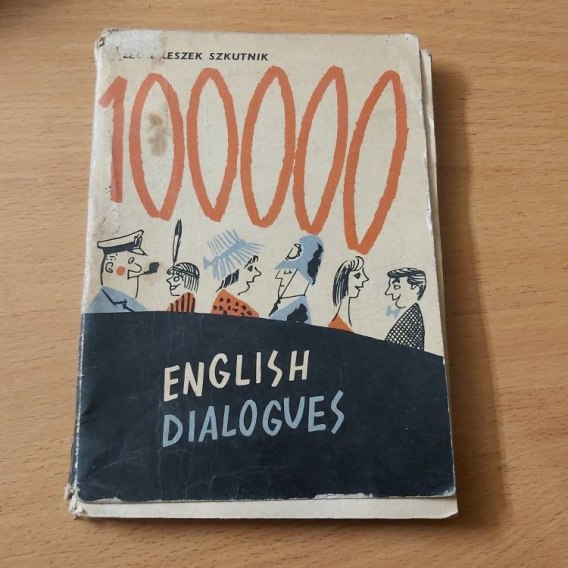 LESZEK SZKUTNIK
100000
ENGLISH
DIALOGUES